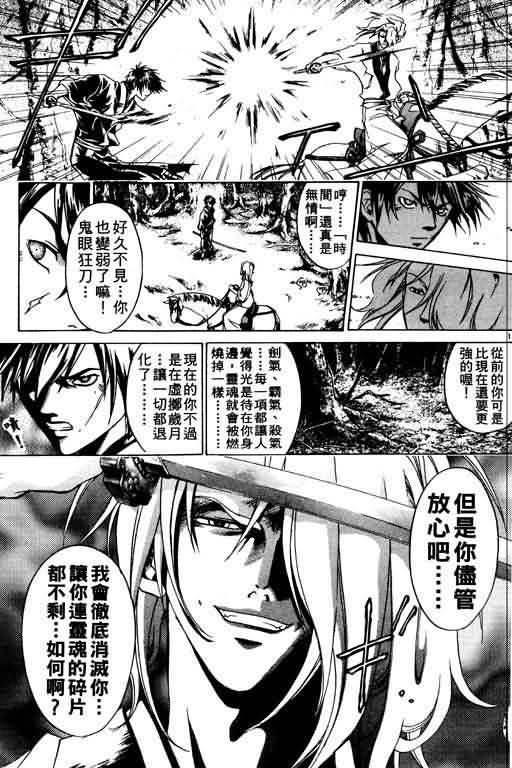 哼……「時
間」還真是
無情啊…
好久不見…你
也變弱了嘛!
鬼眼狂刀…
從前的你可是
比現在還要更
強的喔!
劍氣、霸氣、殺氣
……每一項都讓人
覺得光是待在你身
邊，靈魂就會被燃
燒掉一樣……
現在的你不過
是在虛擲歲月
…讓一切都退
化了……
但是你儘管
放心吧……
我會徹底消滅你…
讓你連靈魂的碎片
都不剩…如何啊?